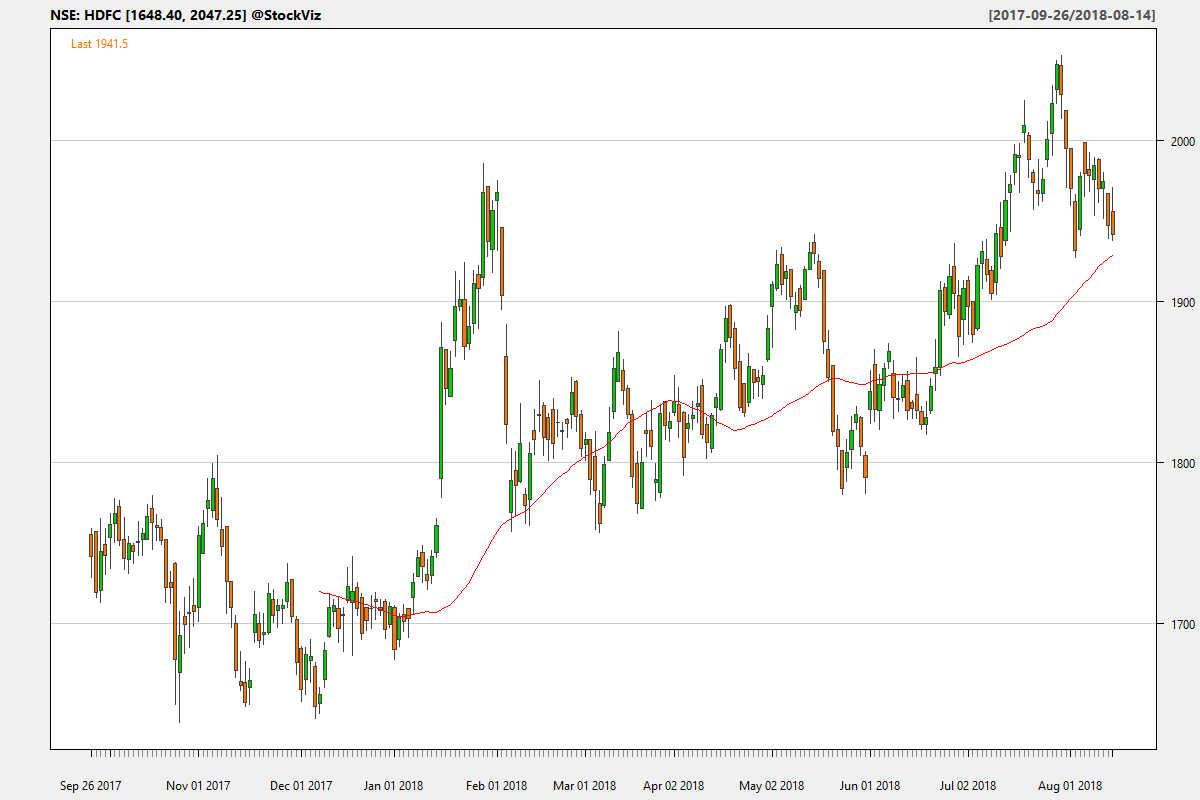 NSE: HDFC [1648.40, 2047.25] @StockViz
[2017-09-26/2018-08-14]
Last 1941.5
2000
1900
1800
1700
Sep 26 2017
Nov 01 2017
Dec 01 2017
Jan 01 2018
Feb 01 2018
Mar 01 2018
Apr 02 2018
May 02 2018
Jun 01 2018
Jul 02 2018
Aug 01 2018